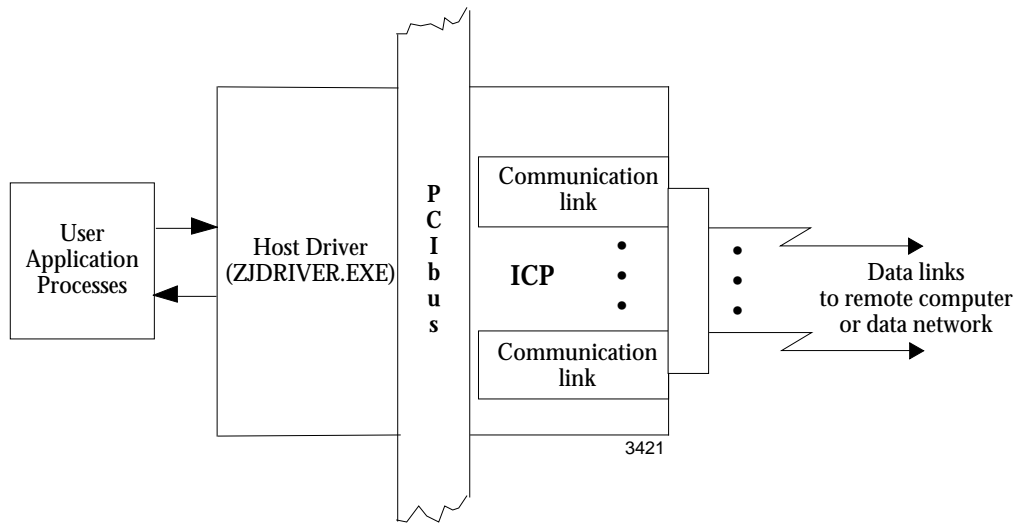 User
Application
Processes
Host Driver
(ZJDRIVER.EXE)
P
C
I
b
u
s
Communication
link
ICP
Communication
link
3421
Data links
to remote computer
or data network